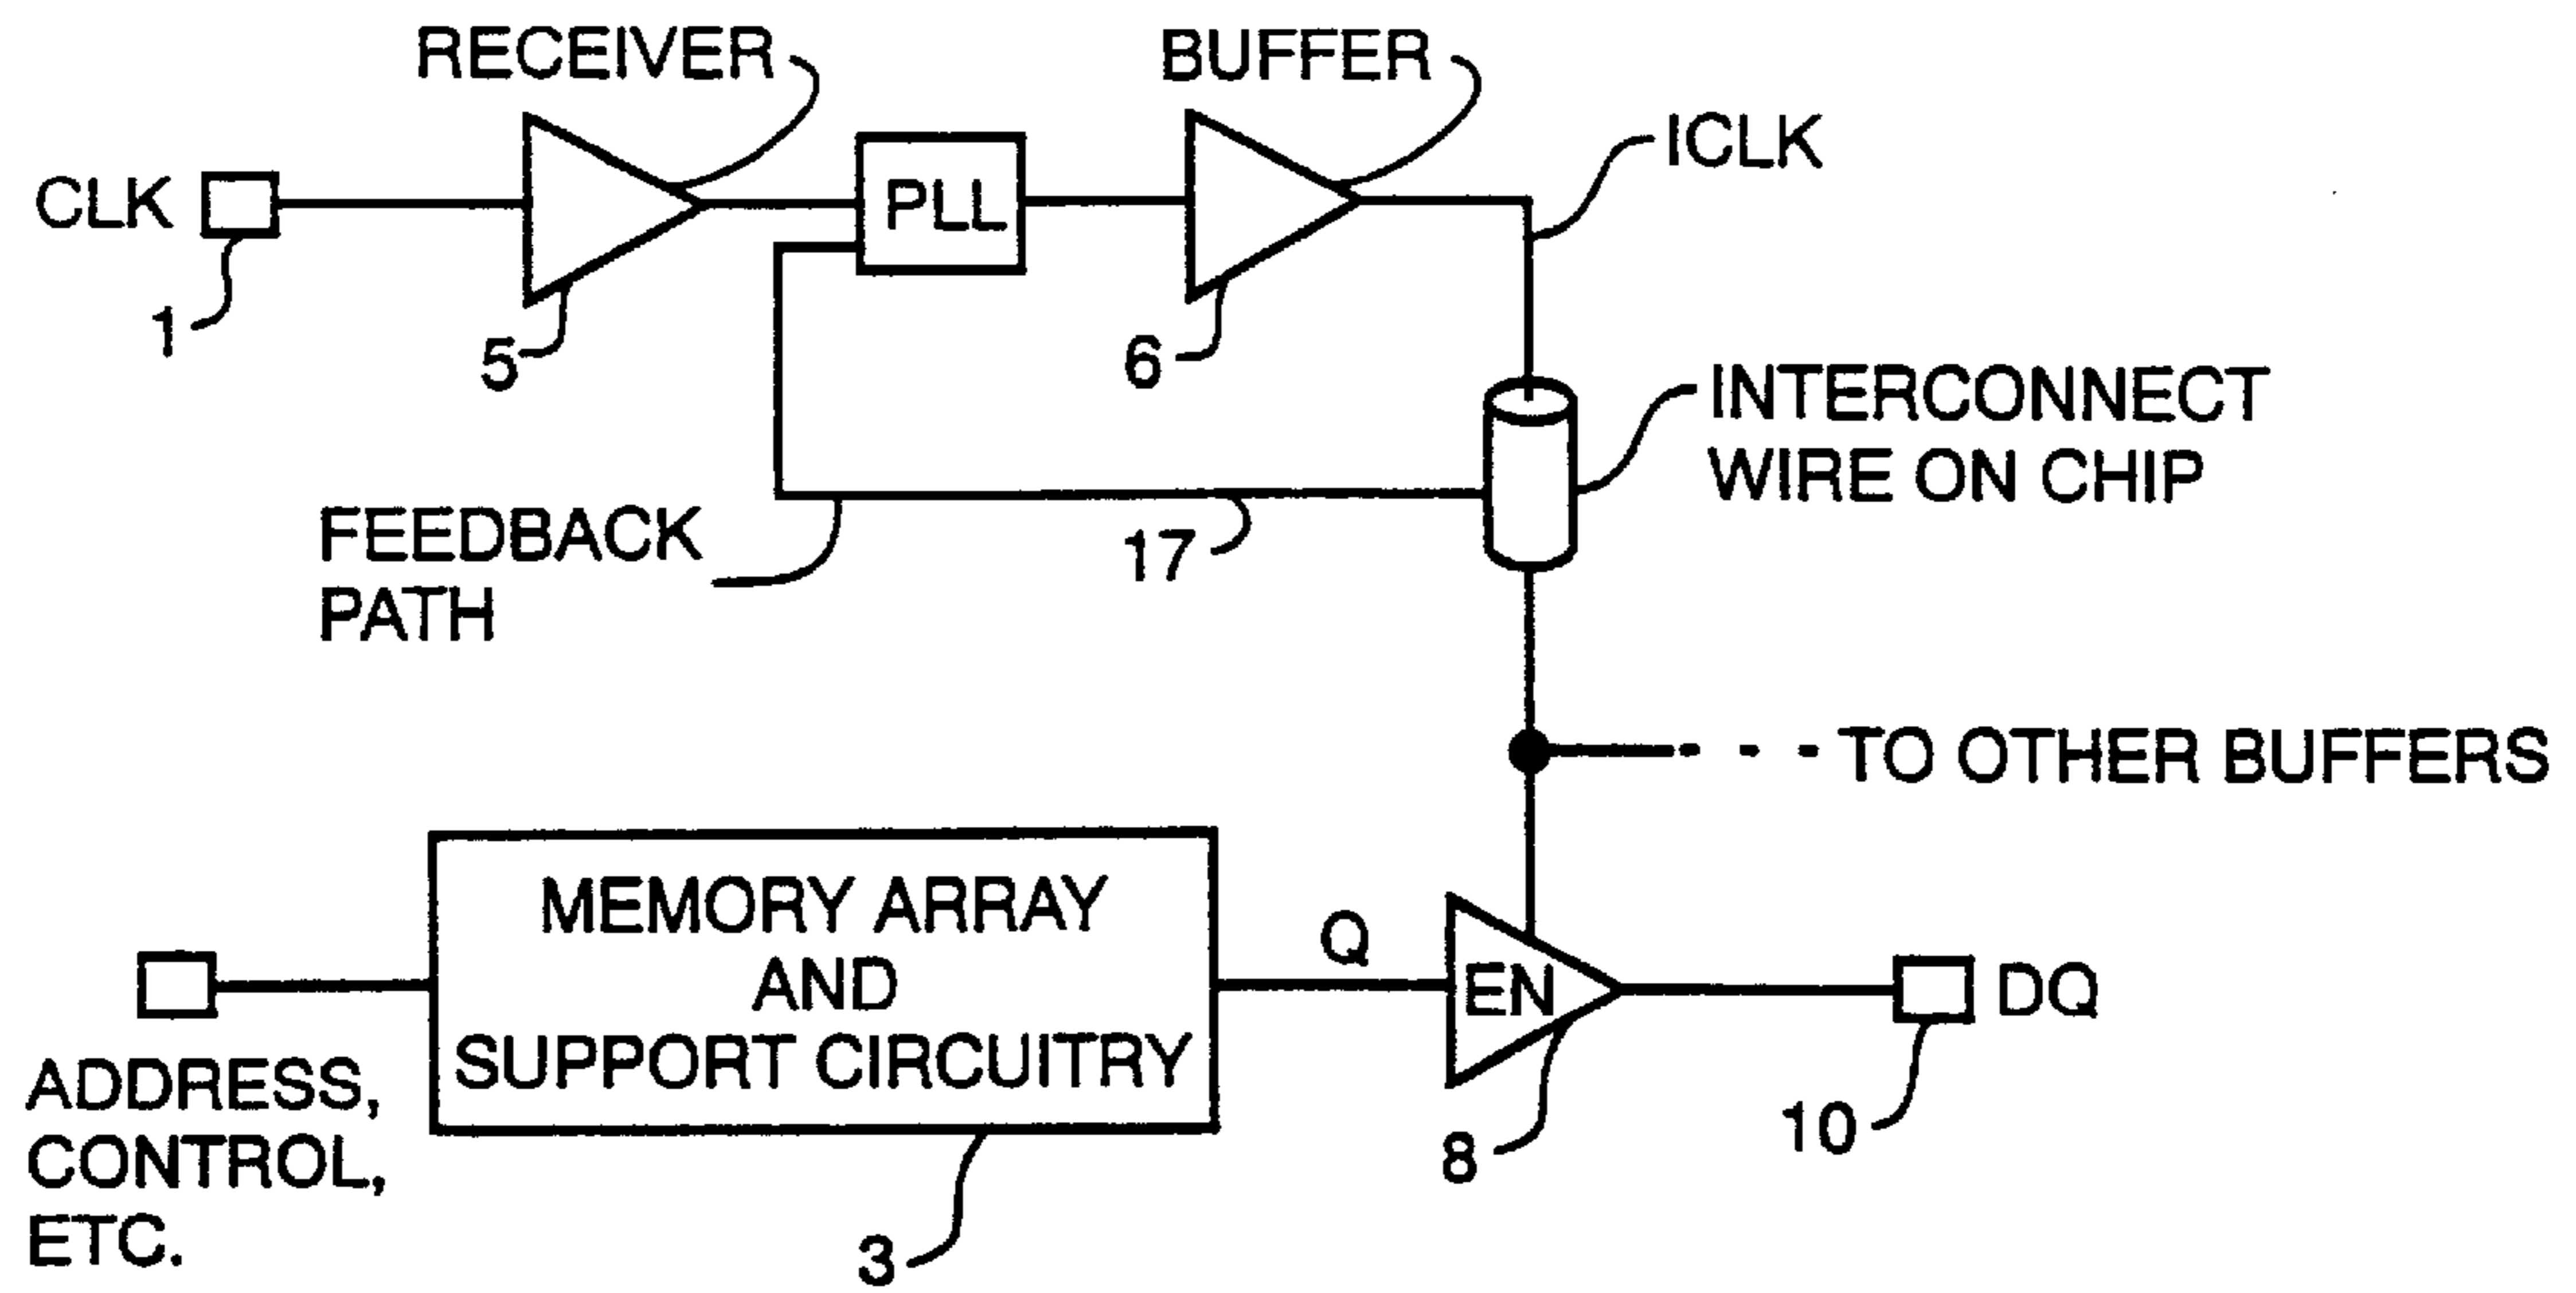 RECEIVER
BUFFER
ICLK
CLK
PLL
1
5
6
INTERCONNECT
WIRE ON CHIP
FEEDBACK
PATH
17
TO OTHER BUFFERS
MEMORY ARRAY
AND
SUPPORT CIRCUITRY
Q
EN
DQ
ADDRESS,
CONTROL,
ETC.
3
8
10